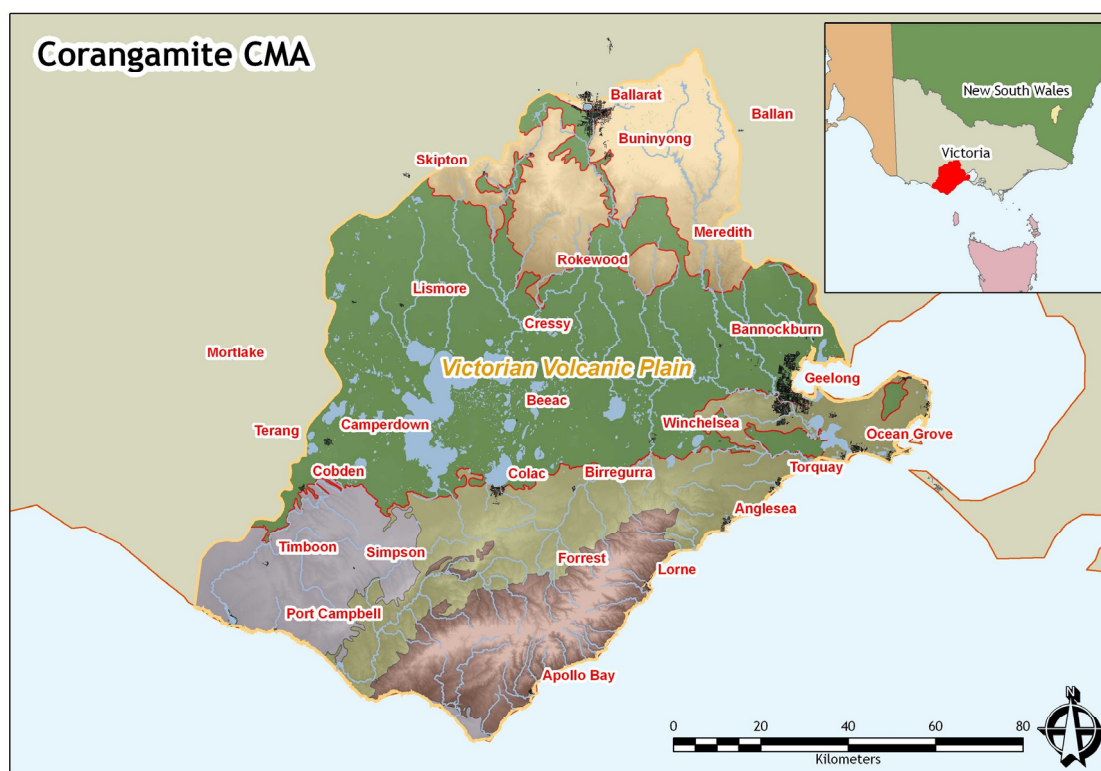 Corangamite CMA
New South Wales
Victoria
Ballarat
Ballan
Buninyong
Skipton
Meredith
Rokewood
Lismore
Cressy
Bannockburn
Mortlake
Victorian Volcanic Plain
Geelong
Beeac
Camperdown
Winchelsea
Terang
Ocean Grove
Cobden
Colac
Birregurra
Torquay
Anglesea
Timboon
Simpson
Forrest
Lorne
Port Campbell
Apollo Bay
N
0 20 40 60 80
Kilometers